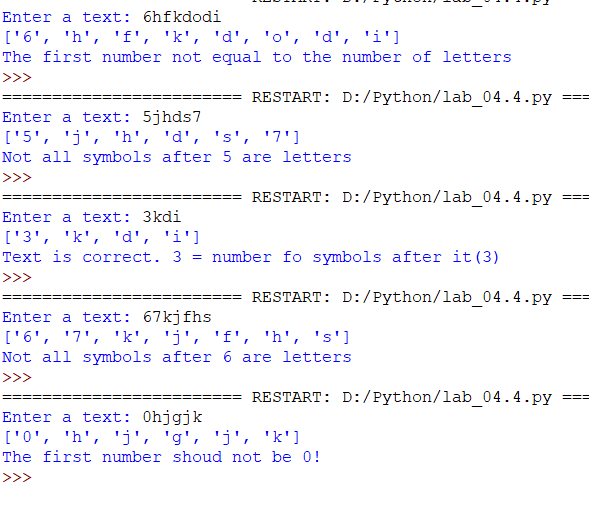 Enter a text: 6hfkdodi
['6', 'h', 'f', 'k', 'd', 'o', 'd', 'i']
The first number not equal to the number of letters
>>>
======================== RESTART: D:/Python/lab_04.4.py ===
Enter a text: 5jhds7
['5', 'j', 'h', 'd', 's', '7']
Not all symbols after 5 are letters
>>>
======================== RESTART: D:/Python/lab_04.4.py ===
Enter a text: 3kdi
['3', 'k', 'd', 'i']
Text is correct. 3 = number fo symbols after it(3)
>>>
======================== RESTART: D:/Python/lab_04.4.py ===
Enter a text: 67kjfhs
['6', '7', 'k', 'j', 'f', 'h', 's']
Not all symbols after 6 are letters
>>>
======================== RESTART: D:/Python/lab_04.4.py ===
Enter a text: 0hjgjk
['0', 'h', 'j', 'g', 'j', 'k']
The first number shoud not be 0!
>>>